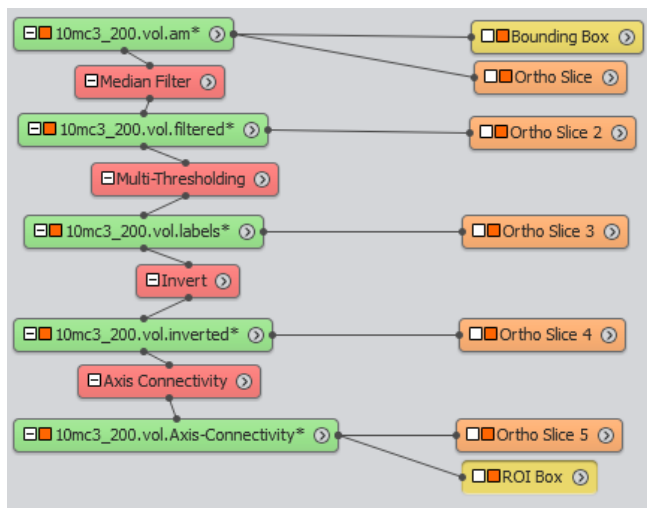 10mc3_200.vol.am*
Bounding Box
Median Filter
Ortho Slice
10mc3_200.vol.filtered*
Ortho Slice 2
Multi-Thresholding
10mc3_200.vol.labels*
Ortho Slice 3
Invert
10mc3_200.vol.inverted*
Ortho Slice 4
Axis Connectivity
10mc3_200.vol.Axis-Connectivity*
Ortho Slice 5
ROI Box